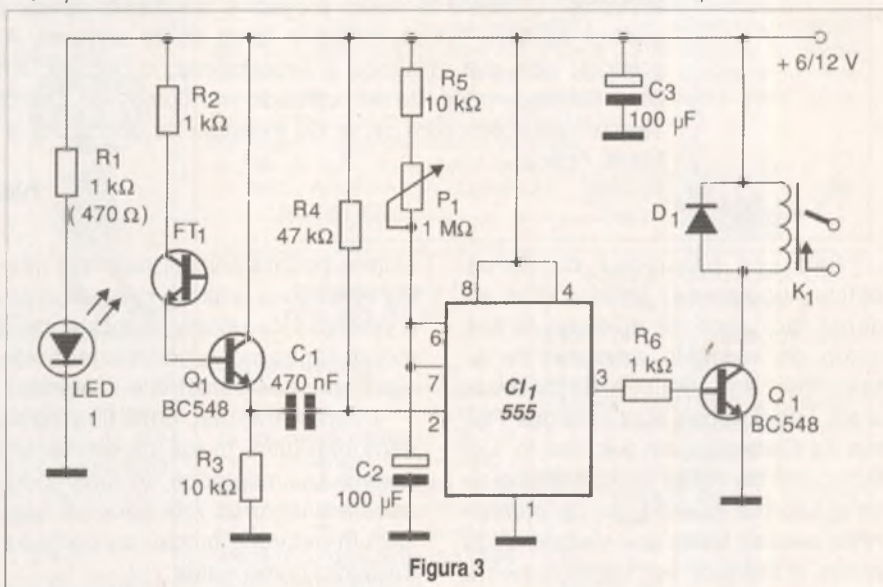 + 6/12 V
R1
1 kΩ
( 470 Ω)
R2
1 kΩ
FT1
LED
1
Q1
BC548
R3
10 kΩ
C1
470 nF
R4
47 kΩ
R5
10 kΩ
P1
1 MΩ
C2
100 µF
8
4
6
7
2
3
1
CI1
555
C3
100 µF
R6
1 kΩ
D1
K1
Q1
BC548
Figura 3